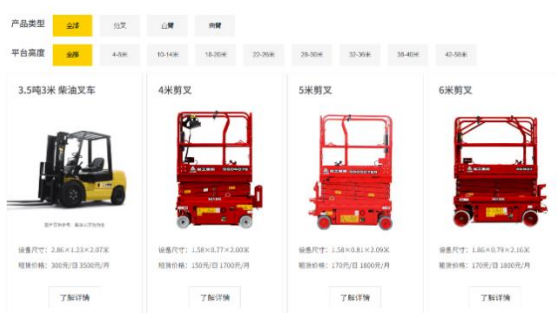 产品类型 全部 剪叉 曲臂 直臂
平台高度 全部 4-8米 10-14米 18-20米 22-26米 28-30米 32-36米 38-40米 42-58米
3.5吨3米 柴油叉车
4米剪叉
5米剪叉
6米剪叉
设备尺寸：2.86×1.23×2.07米
租赁价格：300元/日 3500元/月
了解详情
设备尺寸：1.58×0.77×2.00米
租赁价格：150元/日 1700元/月
了解详情
设备尺寸：1.58×0.81×2.09米
租赁价格：170元/日 1800元/月
了解详情
设备尺寸：1.86×0.79×2.16米
租赁价格：170元/日 1800元/月
了解详情